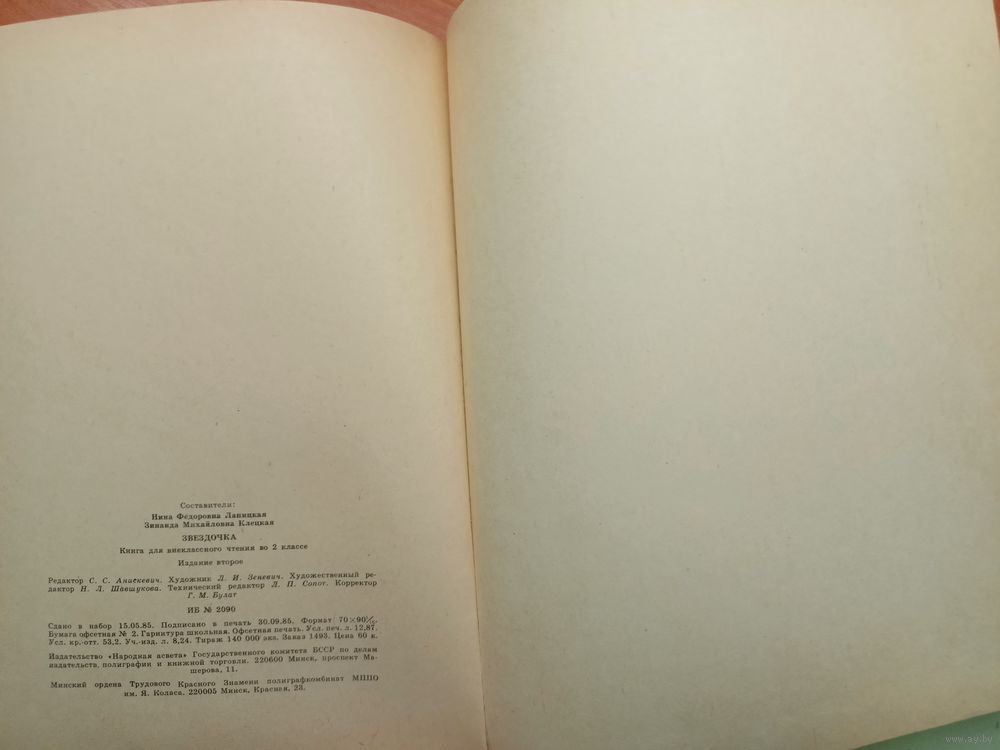 Составители:
Нина Федоровна Лапицкая
Зинаида Михайловна Клецкая
ЗВЕЗДОЧКА
Книга для внеклассного чтения во 2 классе
Издание второе
Редактор С. С. Анискевич. Художник Л. И. Зеневич. Художественный ре-
дактор Н. Л. Шавшукова. Технический редактор Л. П. Сопот. Корректор
Г. М. Булат
ИБ № 2090
Сдано в набор 15.05.85. Подписано в печать 30.09.85. Формат 70×90¹/₁₆.
Бумага офсетная № 2. Гарнитура школьная. Офсетная печать. Усл. печ. л. 12,87.
Усл. кр.-отт. 53,2. Уч.-изд. л. 8,24. Тираж 140 000 экз. Заказ 1493. Цена 60 к.
Издательство «Народная асвета» Государственного комитета БССР по делам
издательств, полиграфии и книжной торговли. 220600 Минск, проспект Ма-
шерова, 11.
Минский ордена Трудового Красного Знамени полиграфкомбинат МППО
им. Я. Коласа. 220005 Минск, Красная, 23.
www.ay.by